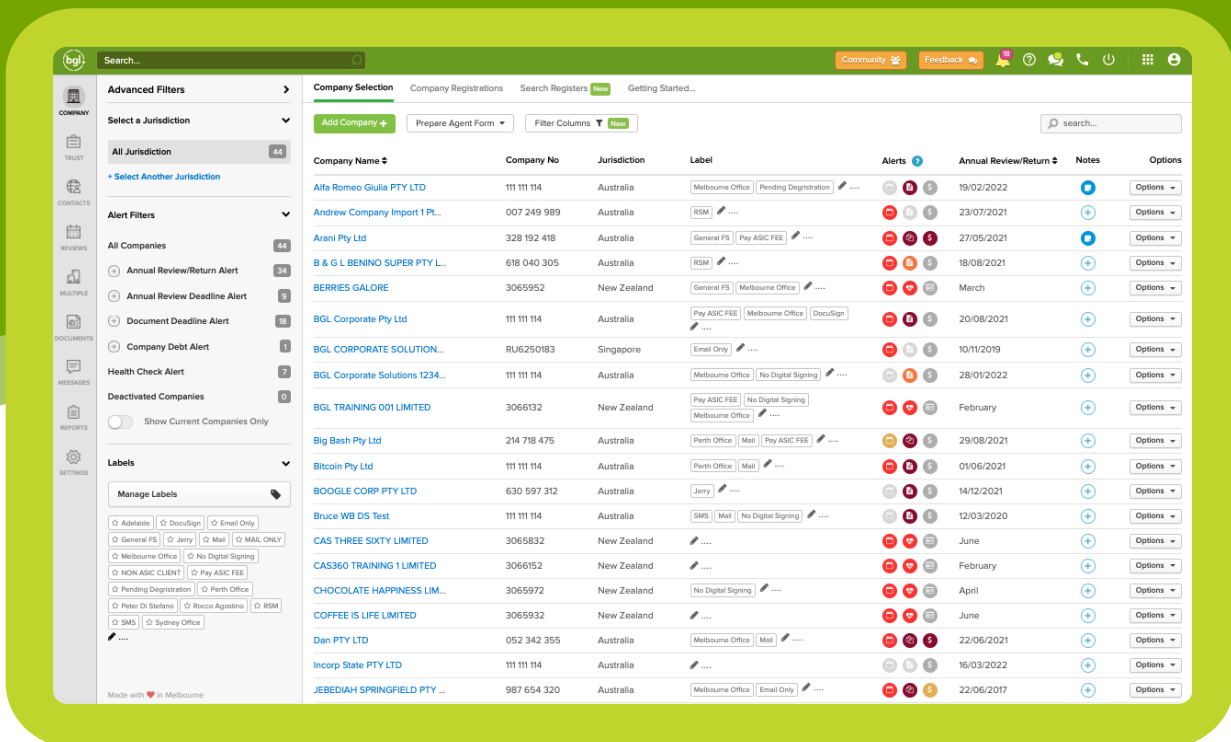 bgl. Search... Community Feedback 18
COMPANY
TRUST
CONTACTS
REVIEWS
MULTIPLE
DOCUMENTS
MESSAGES
REPORTS
SETTINGS
Advanced Filters
Select a Jurisdiction
All Jurisdiction 44
+ Select Another Jurisdiction
Alert Filters
All Companies 44
Annual Review/Return Alert 34
Annual Review Deadline Alert 9
Document Deadline Alert 18
Company Debt Alert 1
Health Check Alert 7
Deactivated Companies 0
Show Current Companies Only
Labels
Manage Labels
Adelaide DocuSign Email Only
General FS Jerry Mail MAIL ONLY
Melbourne Office No Digital Signing
NON ASIC CLIENT Pay ASIC FEE
Pending Degristration Perth Office
Peter Di Stefano Rocco Agostino RSM
SMS Sydney Office
....
Made with ❤ in Melbourne
Company Selection Company Registrations Search Registers New Getting Started...
Add Company + Prepare Agent Form Filter Columns New search...
Company Name Company No Jurisdiction Label Alerts ? Annual Review/Return Notes Options
Alfa Romeo Giulia PTY LTD 111 111 114 Australia Melbourne Office Pending Degristration .... $ 19/02/2022 Options
Andrew Company Import 1 Pt... 007 249 989 Australia RSM .... $ 23/07/2021 + Options
Arani Pty Ltd 328 192 418 Australia General FS Pay ASIC FEE .... $ 27/05/2021 Options
B & G L BENINO SUPER PTY L... 618 040 305 Australia RSM .... $ 18/08/2021 + Options
BERRIES GALORE 3065952 New Zealand General FS Melbourne Office .... March + Options
BGL Corporate Pty Ltd 111 111 114 Australia Pay ASIC FEE Melbourne Office DocuSign .... $ 20/08/2021 + Options
BGL CORPORATE SOLUTION... RU6250183 Singapore Email Only .... $ 10/11/2019 + Options
BGL Corporate Solutions 1234... 111 111 114 Australia Melbourne Office No Digital Signing .... $ 28/01/2022 + Options
BGL TRAINING 001 LIMITED 3066132 New Zealand Pay ASIC FEE No Digital Signing Melbourne Office .... February + Options
Big Bash Pty Ltd 214 718 475 Australia Perth Office Mail Pay ASIC FEE .... $ 29/08/2021 + Options
Bitcoin Pty Ltd 111 111 114 Australia Perth Office Mail .... $ 01/06/2021 + Options
BOOGLE CORP PTY LTD 630 597 312 Australia Jerry .... $ 14/12/2021 + Options
Bruce WB DS Test 111 111 114 Australia SMS Mail No Digital Signing .... $ 12/03/2020 + Options
CAS THREE SIXTY LIMITED 3065832 New Zealand .... June + Options
CAS360 TRAINING 1 LIMITED 3066152 New Zealand .... February + Options
CHOCOLATE HAPPINESS LIM... 3065972 New Zealand No Digital Signing .... April + Options
COFFEE IS LIFE LIMITED 3065932 New Zealand .... June + Options
Dan PTY LTD 052 342 355 Australia Melbourne Office Mail .... $ 22/06/2021 + Options
Incorp State PTY LTD 111 111 114 Australia .... $ 16/03/2022 + Options
JEBEDIAH SPRINGFIELD PTY ... 987 654 320 Australia Melbourne Office Email Only .... $ 22/06/2017 + Options